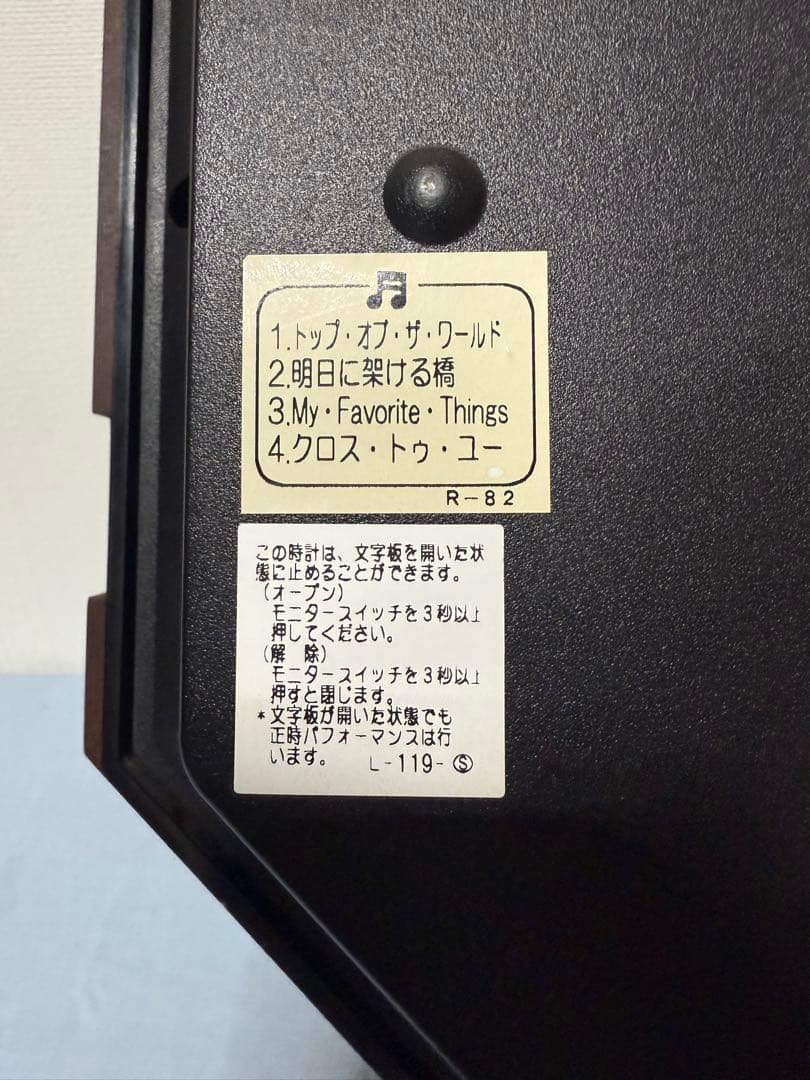 1.トップ・オブ・ザ・ワールド
2.明日に架ける橋
3.My・Favorite・Things
4.クロス・トゥ・ユー
R-82
この時計は、文字板を開いた状
態に止めることができます。
(オープン)
モニタースイッチを3秒以上
押してください。
(解 除)
モニタースイッチを3秒以上
押すと閉じます。
*文字板が開いた状態でも
正時パフォーマンスは行
います。 L-119-Ⓢ